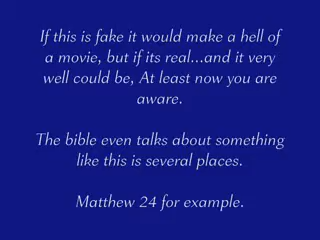 If this is fake it would make a hell of
a movie, but if its real...and it very
well could be, At least now you are
aware.
The bible even talks about something
like this is several places.
Matthew 24 for example.